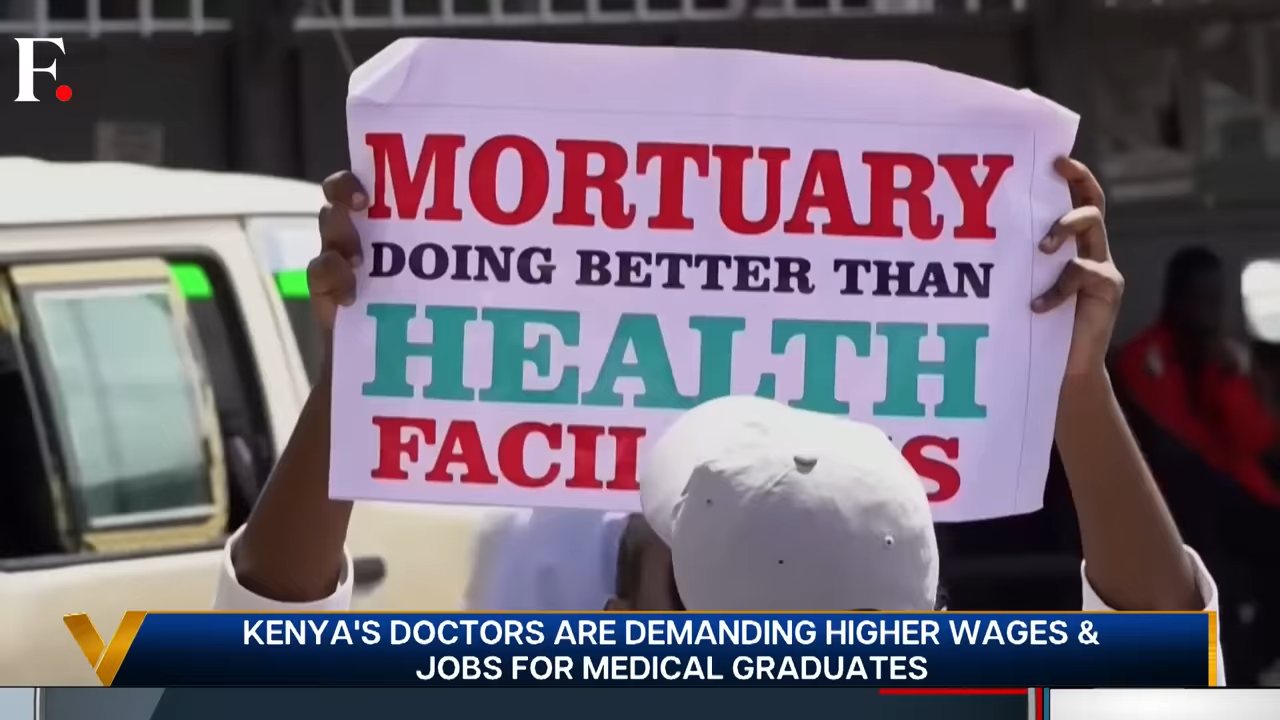 F.
MORTUARY
DOING BETTER THAN
HEALTH
KENYA'S DOCTORS ARE DEMANDING HIGHER WAGES &
JOBS FOR MEDICAL GRADUATES